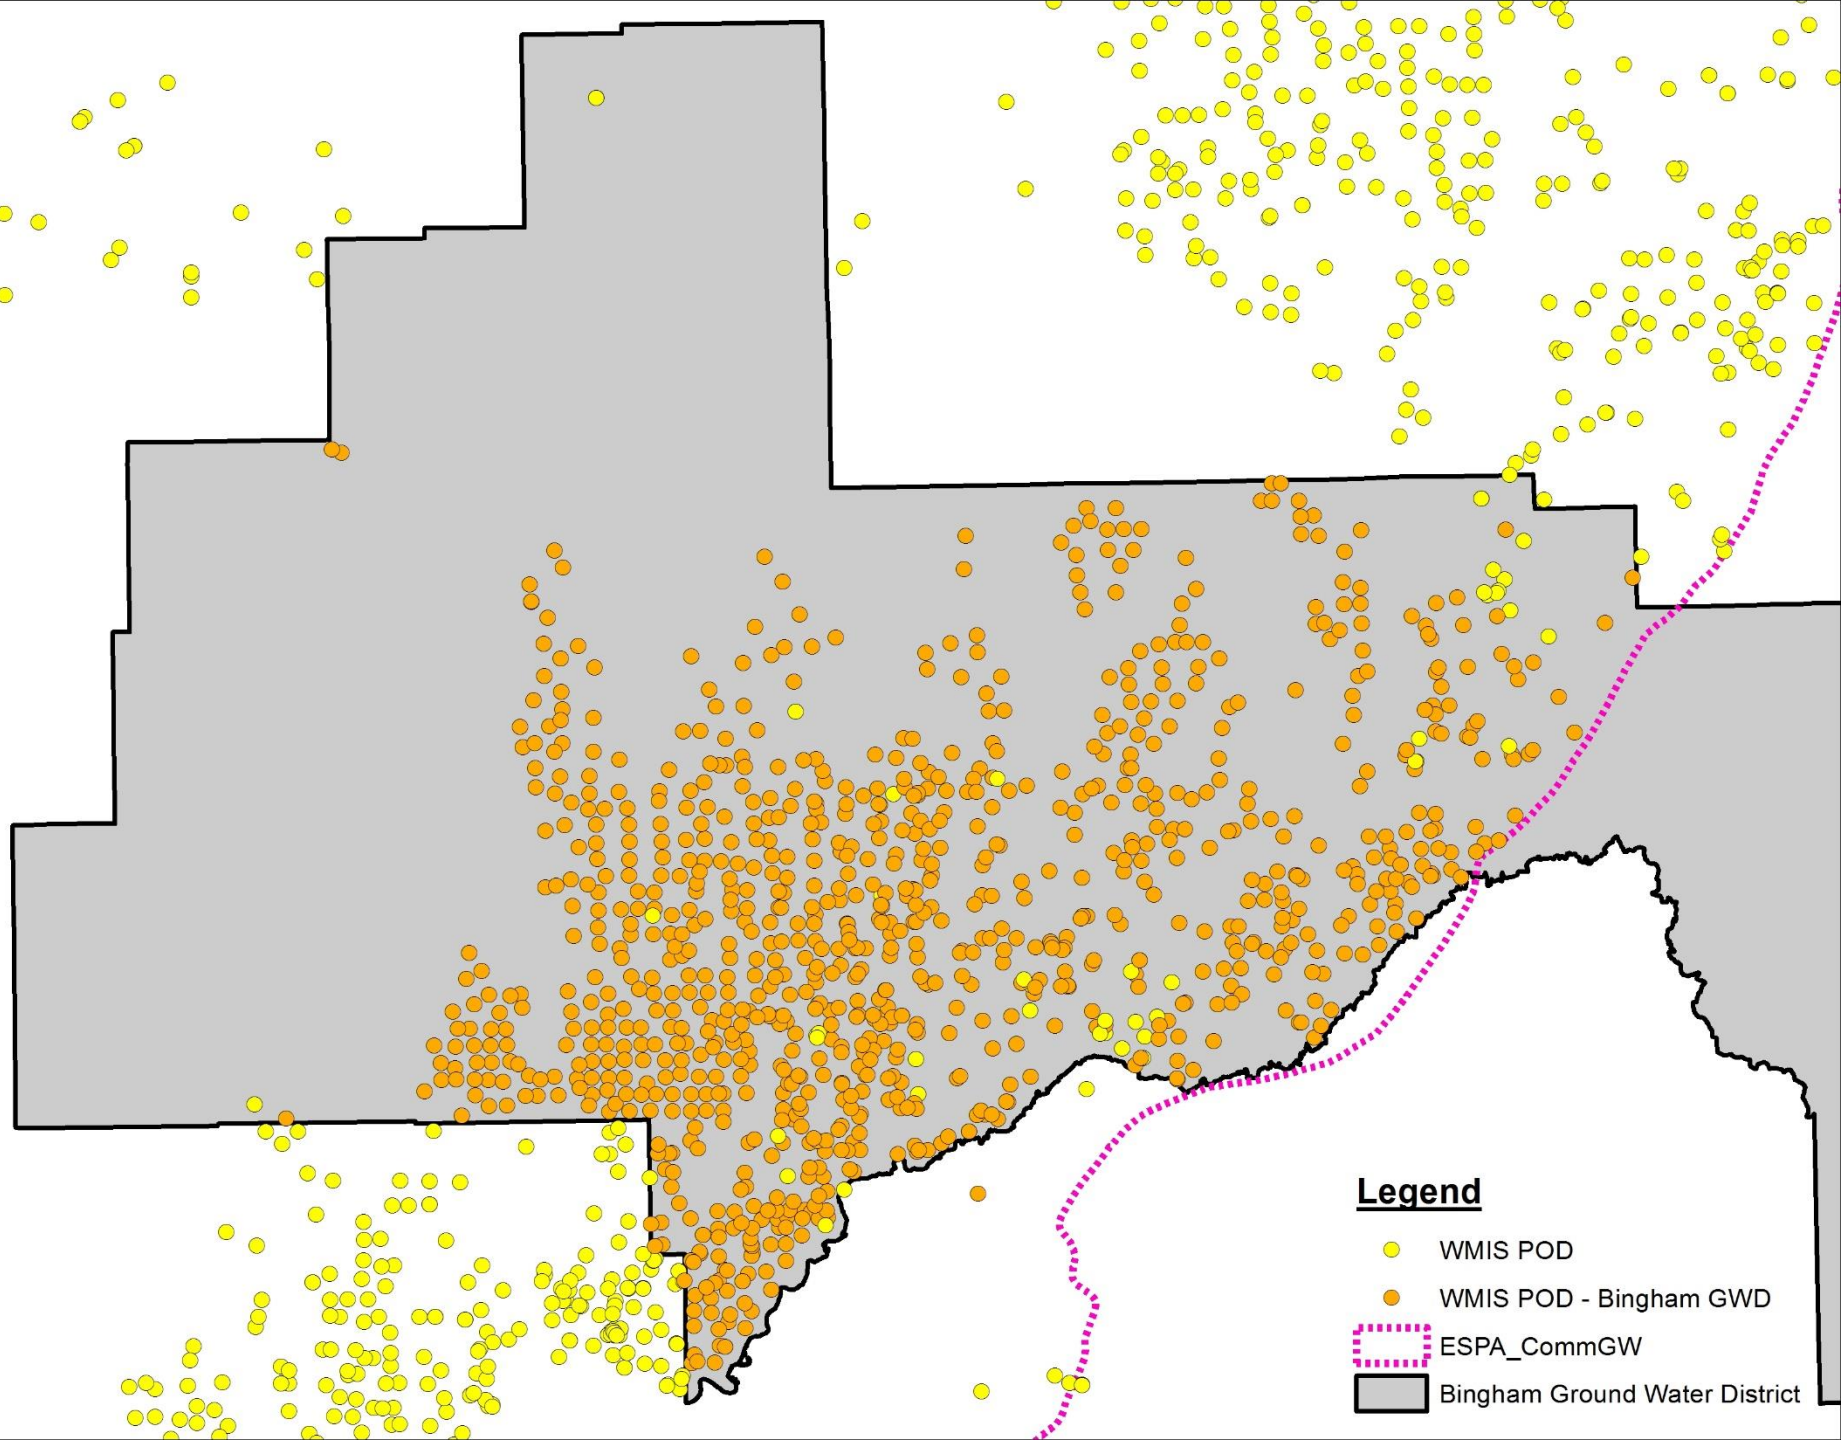 Legend
WMIS POD
WMIS POD - Bingham GWD
ESPA_CommGW
Bingham Ground Water District